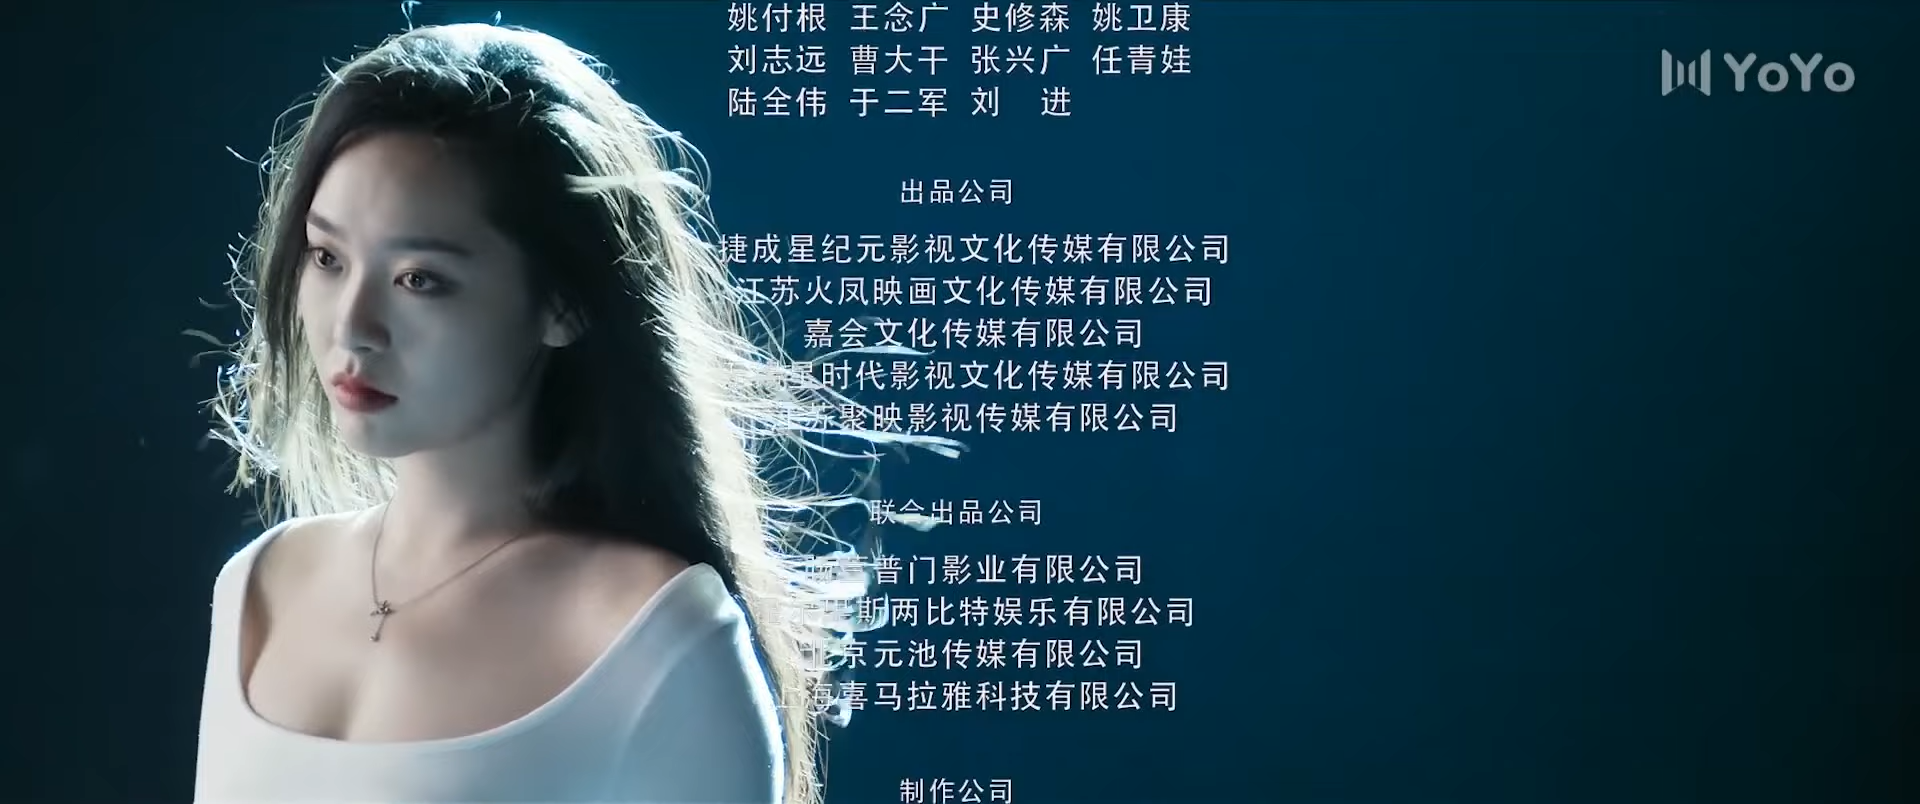 姚付根 王念广 史修森 姚卫康
刘志远 曹大干 张兴广 任青娃
陆全伟 于二军 刘 进
YOYO
出品公司
捷成星纪元影视文化传媒有限公司
江苏火凤映画文化传媒有限公司
嘉会文化传媒有限公司
星时代影视文化传媒有限公司
江苏聚映影视传媒有限公司
联合出品公司
普门影业有限公司
斯两比特娱乐有限公司
北京元池传媒有限公司
上海喜马拉雅科技有限公司
制作公司